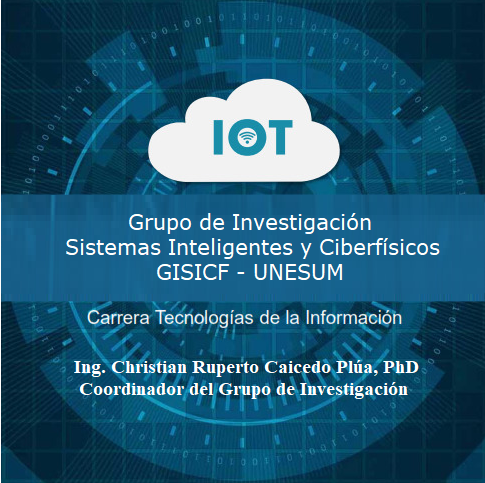 IOT
Grupo de Investigación
Sistemas Inteligentes y Ciberfísicos
GISICF - UNESUM
Carrera Tecnologías de la Información
Ing. Christian Ruperto Caicedo Plúa, PhD
Coordinador del Grupo de Investigación